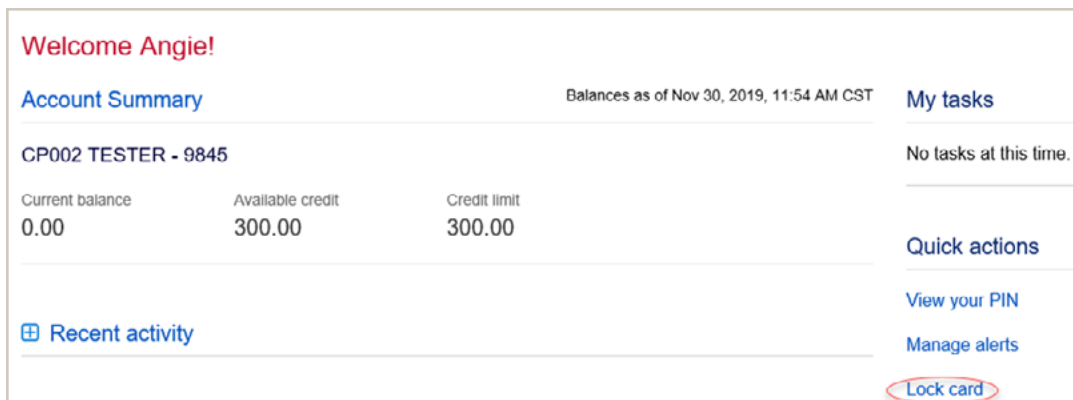 Welcome Angie!
Account Summary
Balances as of Nov 30, 2019, 11:54 AM CST
CP002 TESTER - 9845
Current balance
Available credit
Credit limit
0.00
300.00
300.00
Recent activity
My tasks
No tasks at this time.
Quick actions
View your PIN
Manage alerts
Lock card